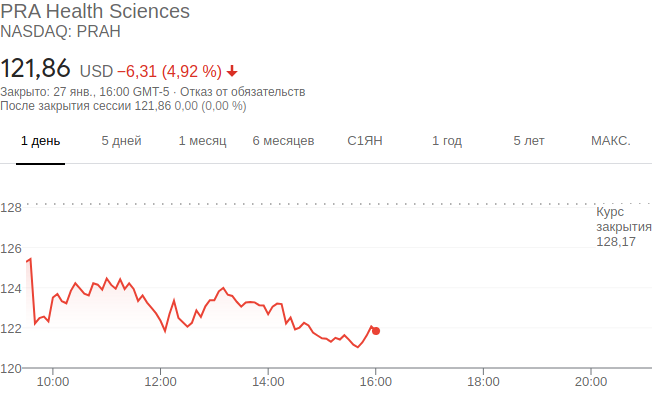 PRA Health Sciences
NASDAQ: PRAH
121,86 USD −6,31 (4,92 %)
Закрыто: 27 янв., 16:00 GMT-5 · Отказ от обязательств
После закрытия сессии 121,86 0,00 (0,00 %)
1 день 5 дней 1 месяц 6 месяцев С1ЯН 1 год 5 лет МАКС.
128
Курс
закрытия
128,17
126
124
122
120
10:00 12:00 14:00 16:00 18:00 20:00